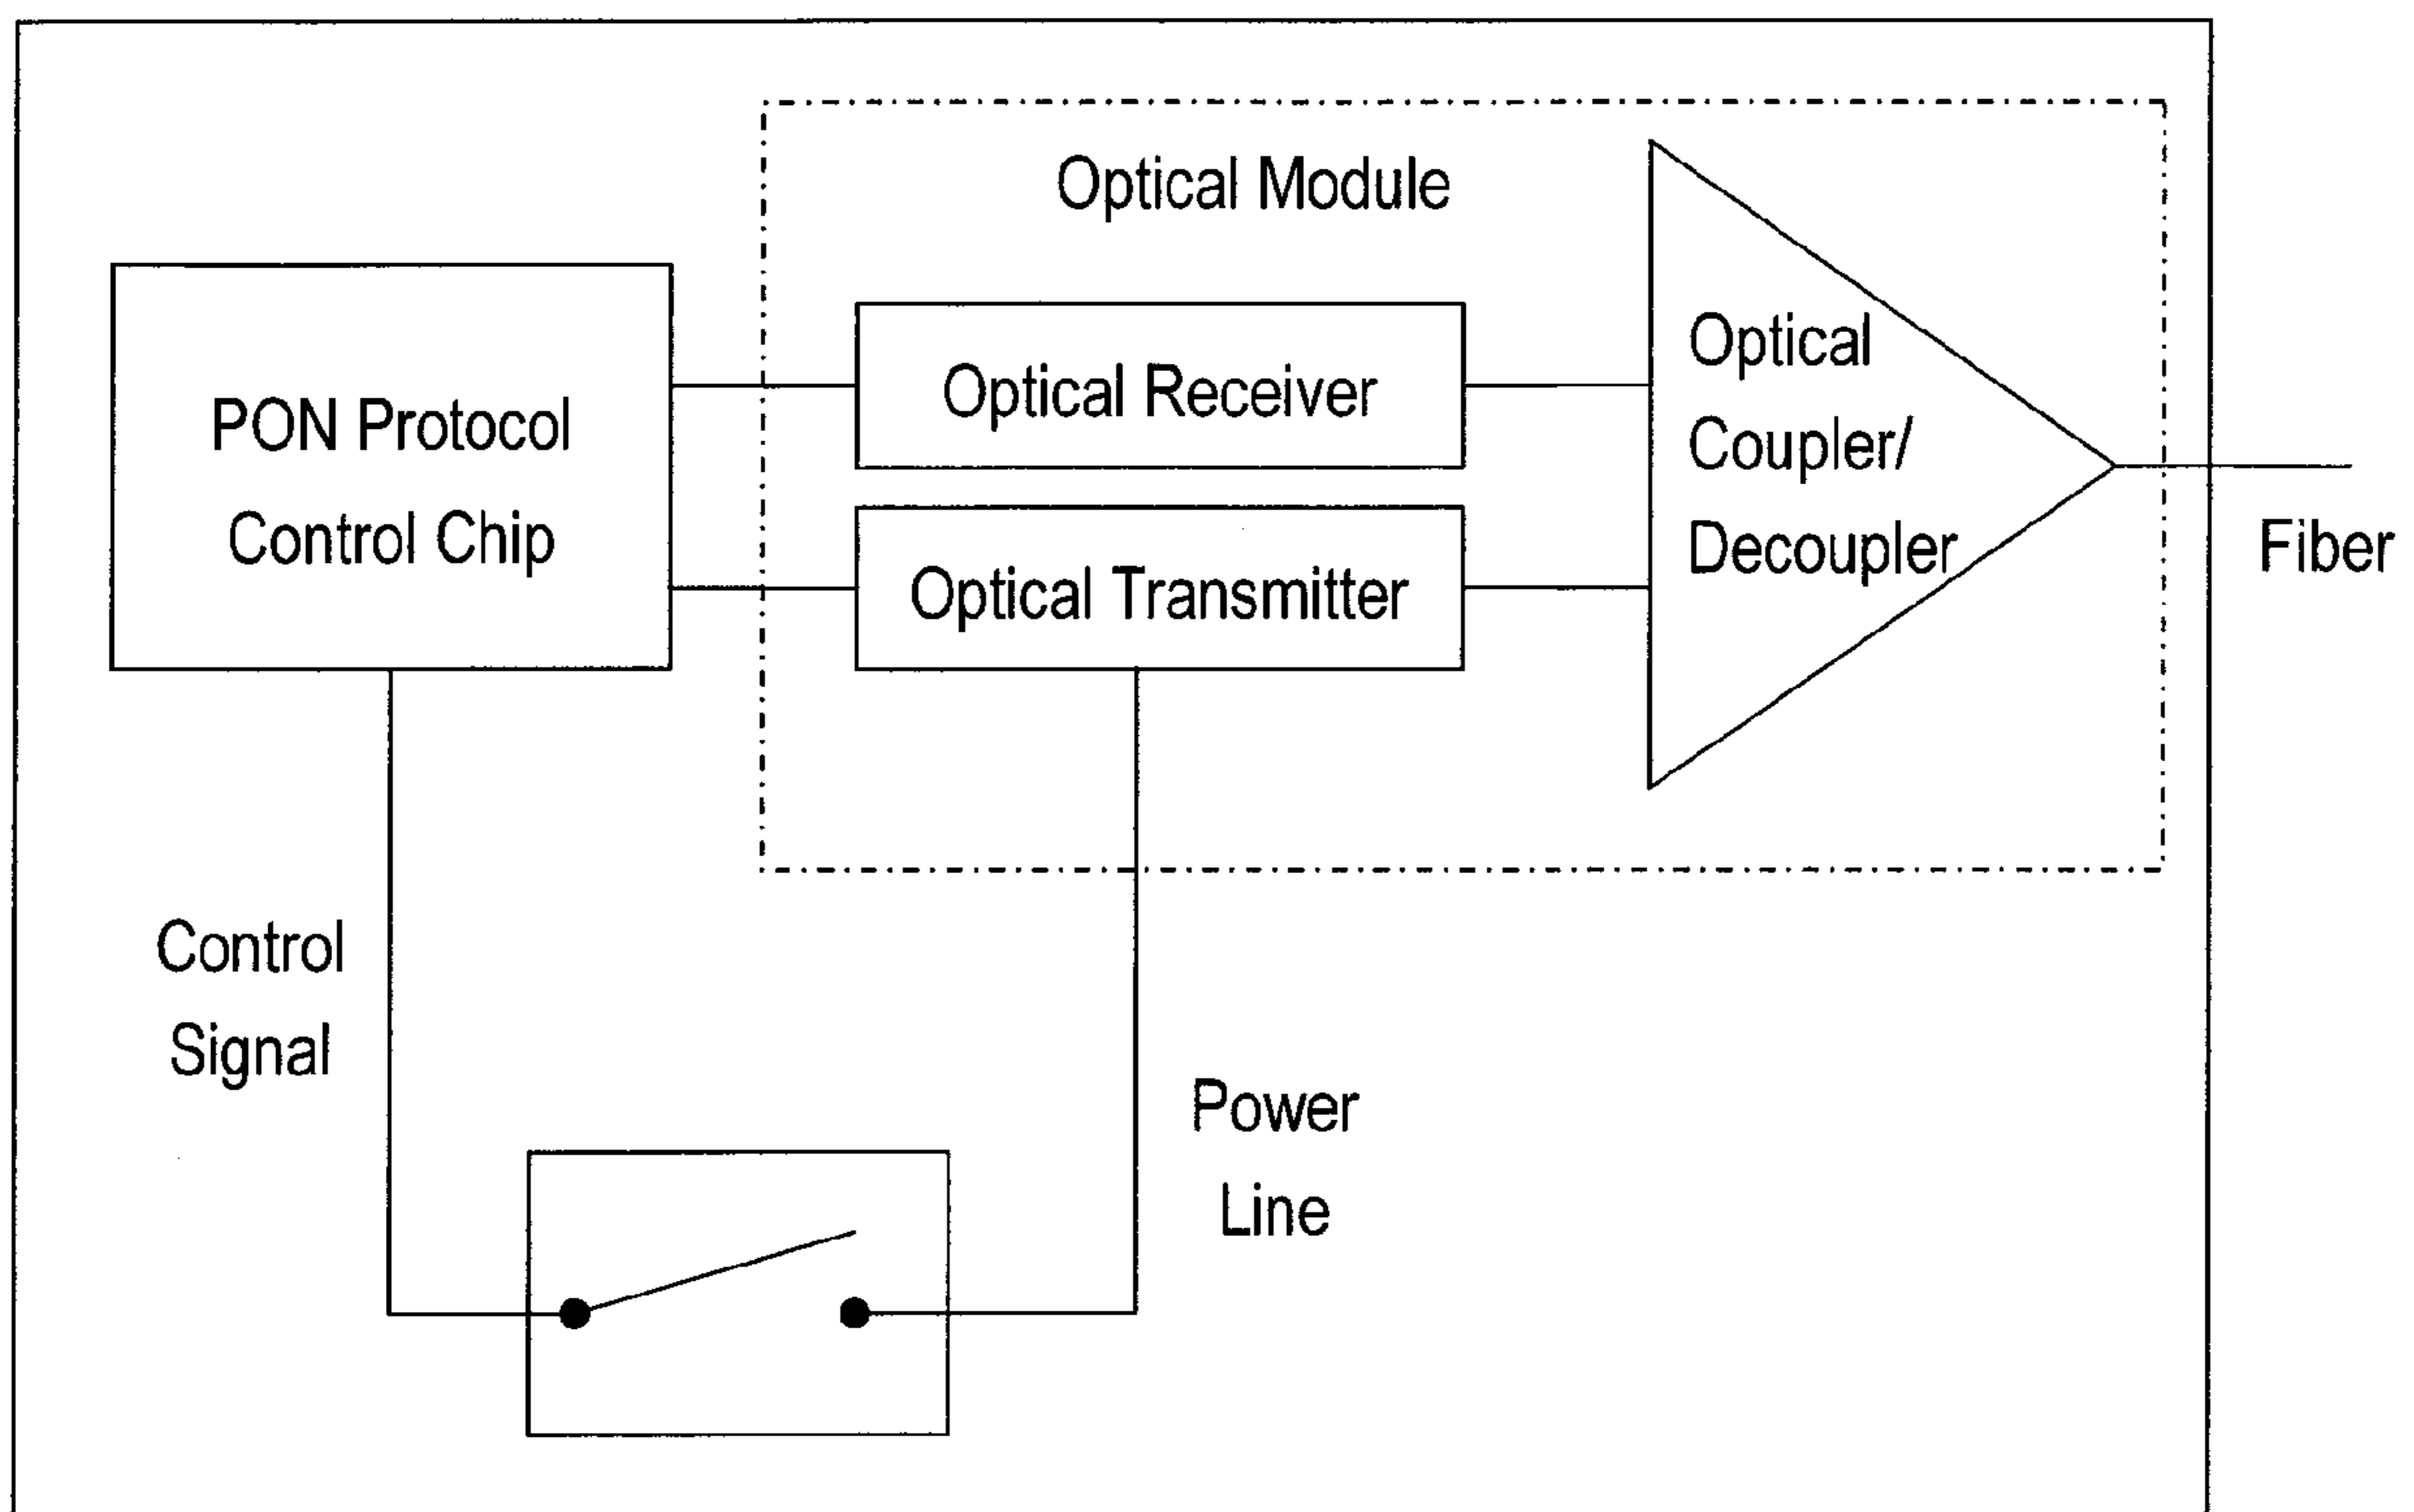 Optical Module
PON Protocol
Control Chip
Optical Receiver
Optical Transmitter
Optical
Coupler/
Decoupler
Fiber
Control
Signal
Power
Line